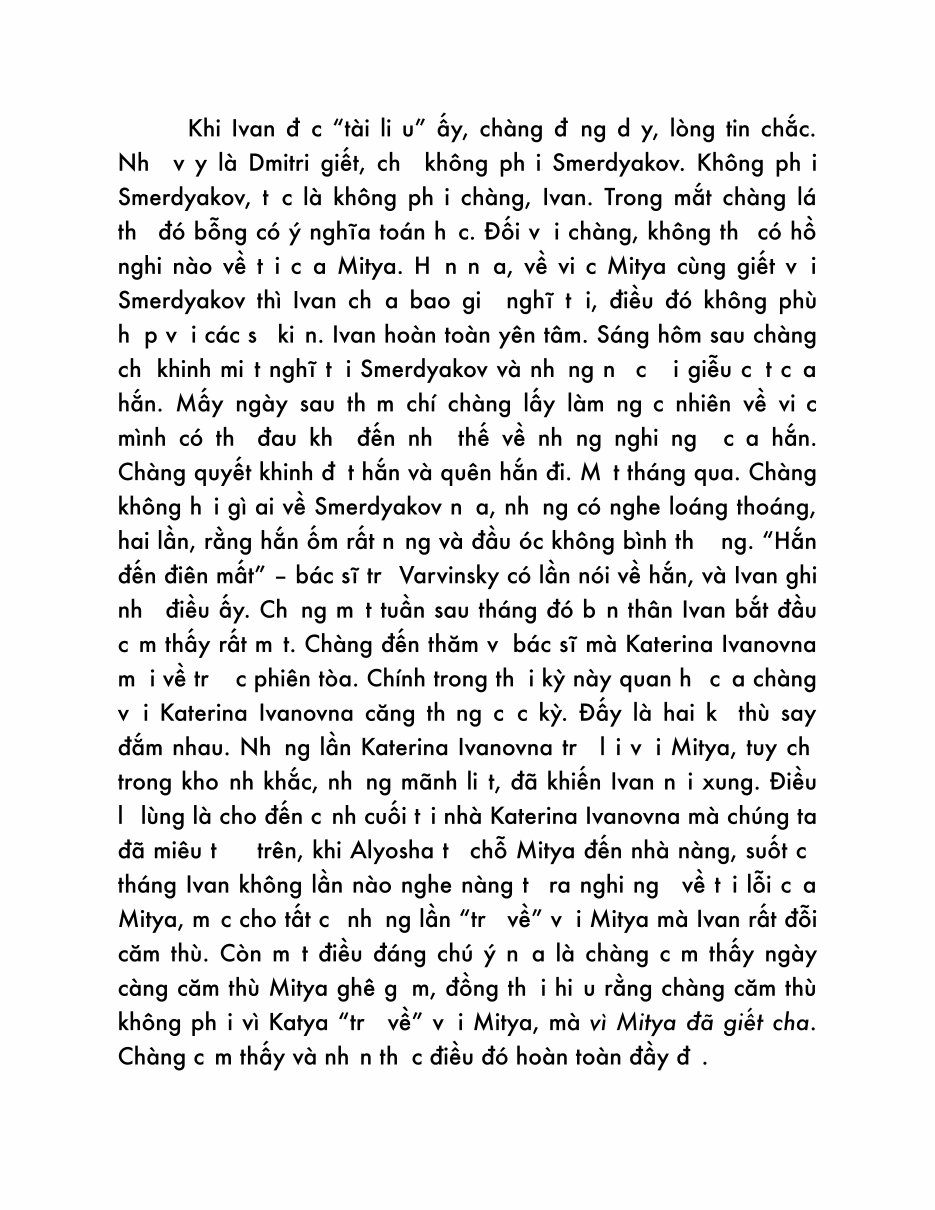 Khi Ivan đ c “tài li u” ấy, chàng đ ng d y, lòng tin chắc.
Nh v y là Dmitri giết, ch không ph i Smerdyakov. Không ph i
Smerdyakov, t c là không ph i chàng, Ivan. Trong mắt chàng lá
th đó bỗng có ý nghĩa toán h c. Đối v i chàng, không th có hồ
nghi nào về t i c a Mitya. H n n a, về vi c Mitya cùng giết v i
Smerdyakov thì Ivan ch a bao gi nghĩ t i, điều đó không phù
h p v i các s ki n. Ivan hoàn toàn yên tâm. Sáng hôm sau chàng
ch khinh mi t nghĩ t i Smerdyakov và nh ng n c i giễu c t c a
hắn. Mấy ngày sau th m chí chàng lấy làm ng c nhiên về vi c
mình có th đau kh đến nh thế về nh ng nghi ng c a hắn.
Chàng quyết khinh đ t hắn và quên hắn đi. M t tháng qua. Chàng
không h i gì ai về Smerdyakov n a, nh ng có nghe loáng thoáng,
hai lần, rằng hắn ốm rất n ng và đầu óc không bình th ng. “Hắn
đến điên mất” – bác sĩ tr Varvinsky có lần nói về hắn, và Ivan ghi
nh điều ấy. Ch ng m t tuần sau tháng đó b n thân Ivan bắt đầu
c m thấy rất m t. Chàng đến thăm v bác sĩ mà Katerina Ivanovna
m i về tr c phiên tòa. Chính trong th i kỳ này quan h c a chàng
v i Katerina Ivanovna căng th ng c c kỳ. Đấy là hai k thù say
đắm nhau. Nh ng lần Katerina Ivanovna tr l i v i Mitya, tuy ch
trong kho nh khắc, nh ng mãnh li t, đã khiến Ivan n i xung. Điều
l lùng là cho đến c nh cuối t i nhà Katerina Ivanovna mà chúng ta
đã miêu t trên, khi Alyosha t chỗ Mitya đến nhà nàng, suốt c
tháng Ivan không lần nào nghe nàng t ra nghi ng về t i lỗi c a
Mitya, m c cho tất c nh ng lần “tr về” v i Mitya mà Ivan rất đỗi
căm thù. Còn m t điều đáng chú ý n a là chàng c m thấy ngày
càng căm thù Mitya ghê g m, đồng th i hi u rằng chàng căm thù
không ph i vì Katya “tr về” v i Mitya, mà vì Mitya đã giết cha.
Chàng c m thấy và nh n th c điều đó hoàn toàn đầy đ .